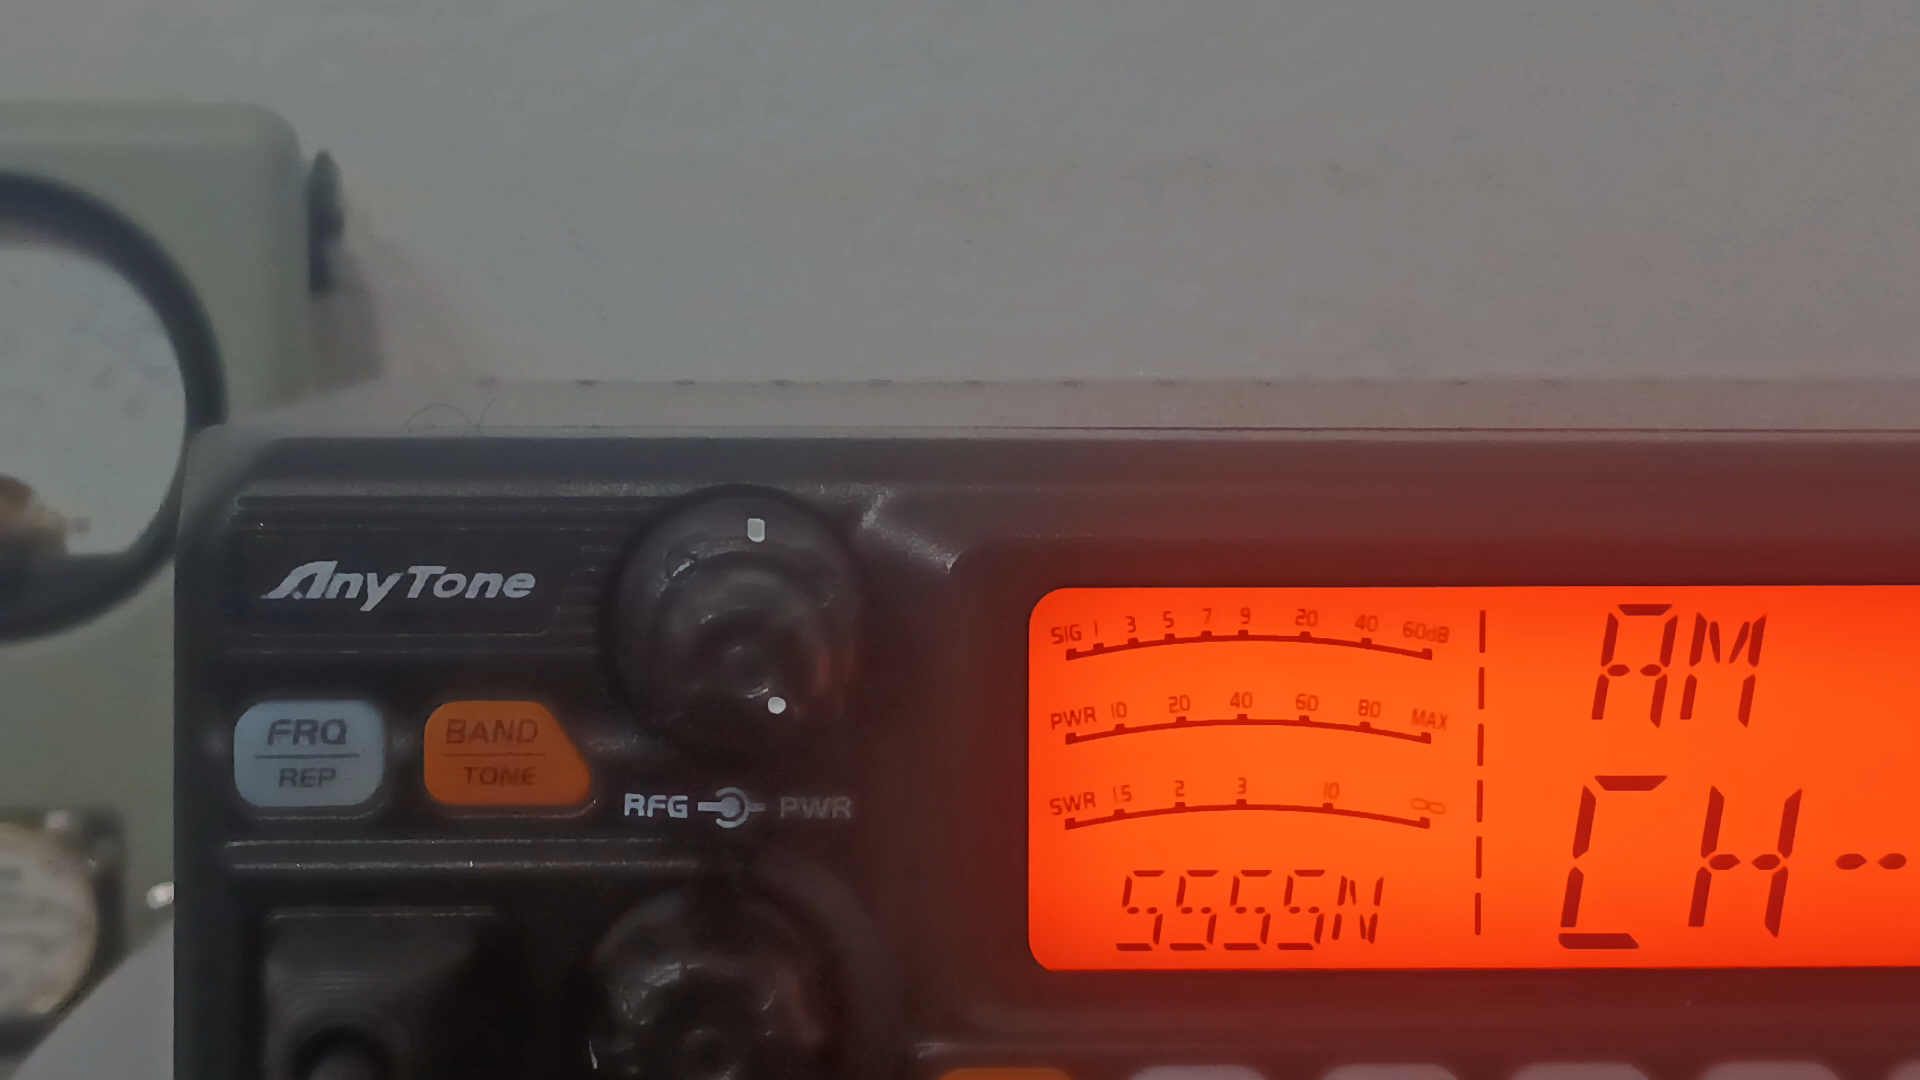 AnyTone
FRQ
REP
BAND
TONE
RFG PWR
SIG 1 3 5 7 9 20 40 60dB
PWR 10 20 40 60 80 MAX
SWR 1.5 2 3 10 ∞
SSSSN
AM
CH--